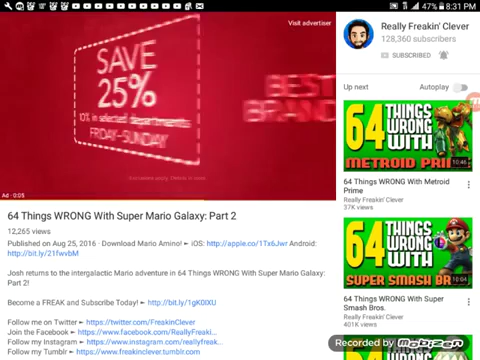 47% 8:31 PM
Visit advertiser
SAVE
25%
10% in selected departments
FRIDAY-SUNDAY
BEST
BRAND
Ad · 0:05
Really Freakin' Clever
128,360 subscribers
SUBSCRIBED
Up next
Autoplay
64 THINGS
WRONG
WITH
METROID PRI
10:46
64 Things WRONG With Metroid
Prime
Really Freakin' Clever
37K views
64 THINGS
WRONG
WITH
SUPER SMASH BR
10:04
64 Things WRONG With Super
Smash Bros.
Really Freakin' Clever
401K views
64 Things WRONG With Super Mario Galaxy: Part 2
12,265 views
Published on Aug 25, 2016 · Download Mario Amino! ► iOS: http://apple.co/1Tx6Jwr Android:
http://bit.ly/21fwvbM
Josh returns to the intergalactic Mario adventure in 64 Things WRONG With Super Mario Galaxy:
Part 2!
Become a FREAK and Subscribe Today! ► http://bit.ly/1gK0lXU
Follow me on Twitter ► https://twitter.com/FreakinClever
Join the Facebook ► https://www.facebook.com/ReallyFreaki...
Follow my Instagram ► https://www.instagram.com/reallyfreak...
Follow my Tumblr ► https://www.freakinclever.tumblr.com
Recorded by MOBIZEN